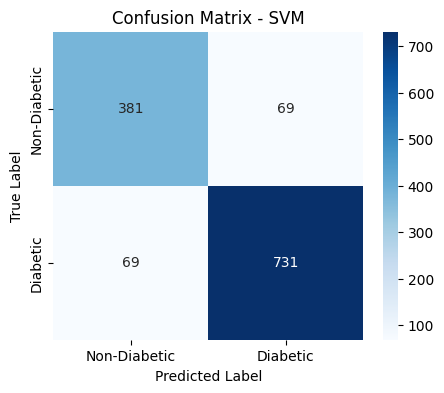 Confusion Matrix - SVM
True Label
Non-Diabetic
381
69
Diabetic
69
731
Non-Diabetic
Diabetic
Predicted Label
700
600
500
400
300
200
100